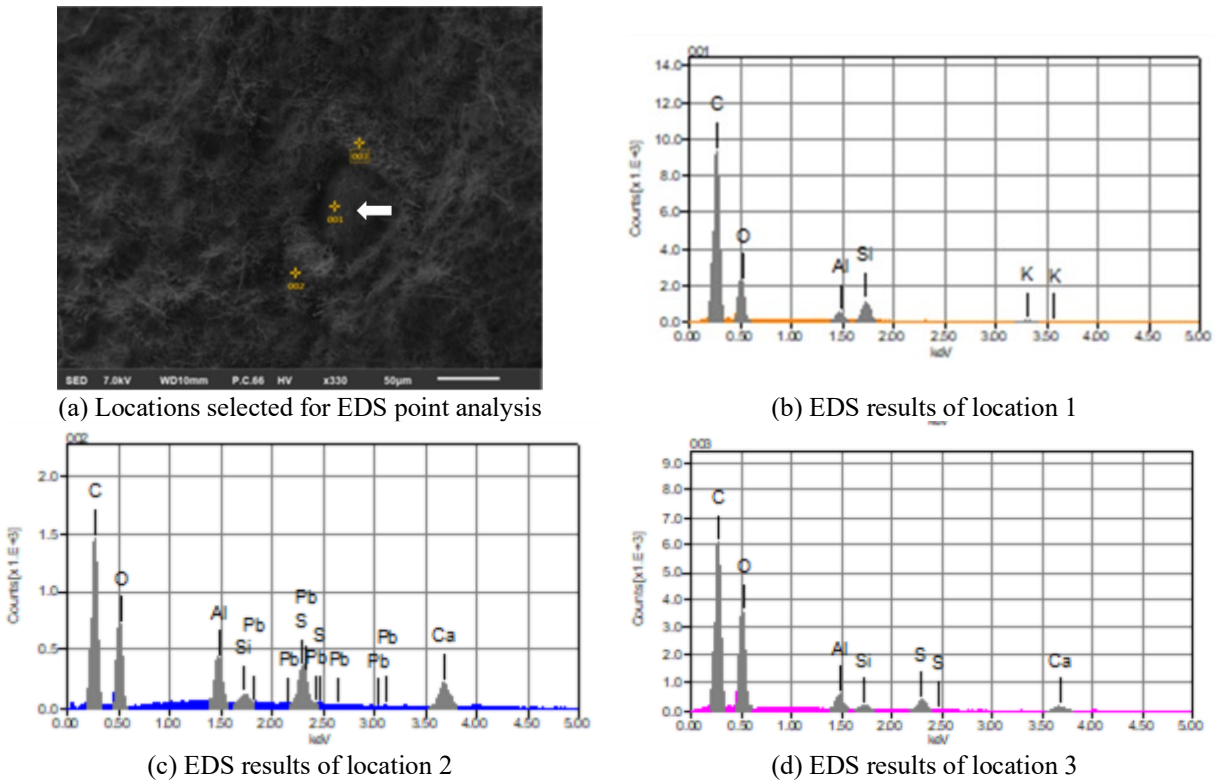 003
001
002
SED 7.0kV WD10mm P.C.66 HV x330 50μm
(a) Locations selected for EDS point analysis
001
14.0
12.0
10.0
8.0
6.0
4.0
2.0
0.0
Counts[x1.E+3]
C
O
Al
Si
K
K
0.00 0.50 1.00 1.50 2.00 2.50 3.00 3.50 4.00 4.50 5.00
keV
(b) EDS results of location 1
002
2.0
1.5
1.0
0.5
0.0
Counts[x1.E+3]
C
O
Al
Si
Pb
Pb
Pb
S
Pb
S
Pb
Pb
Pb
Ca
0.00 0.50 1.00 1.50 2.00 2.50 3.00 3.50 4.00 4.50 5.00
keV
(c) EDS results of location 2
003
9.0
8.0
7.0
6.0
5.0
4.0
3.0
2.0
1.0
0.0
Counts[x1.E+3]
C
O
Al
Si
S
S
Ca
0.00 0.50 1.00 1.50 2.00 2.50 3.00 3.50 4.00 4.50 5.00
keV
(d) EDS results of location 3